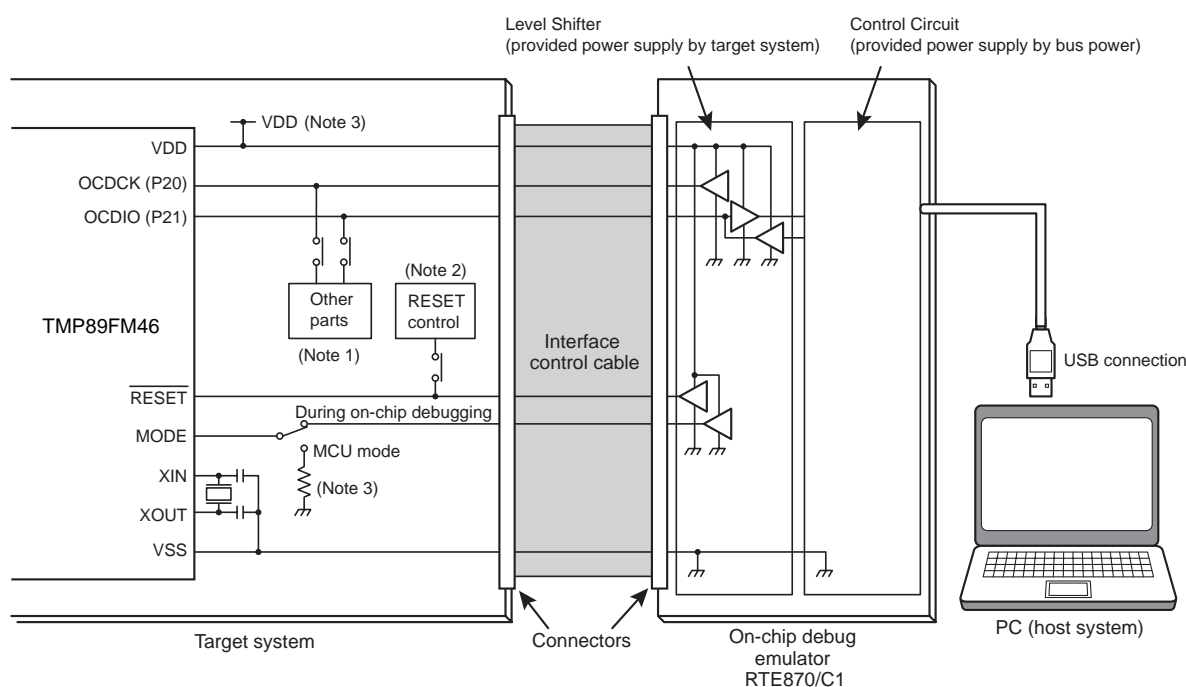 Level Shifter
(provided power supply by target system)
Control Circuit
(provided power supply by bus power)
VDD (Note 3)
VDD
OCDCK (P20)
OCDIO (P21)
(Note 2)
Other
parts
RESET
control
TMP89FM46
(Note 1)
Interface
control cable
USB connection
RESET
During on-chip debugging
MODE
MCU mode
XIN
(Note 3)
XOUT
VSS
Target system
Connectors
On-chip debug
emulator
RTE870/C1
PC (host system)